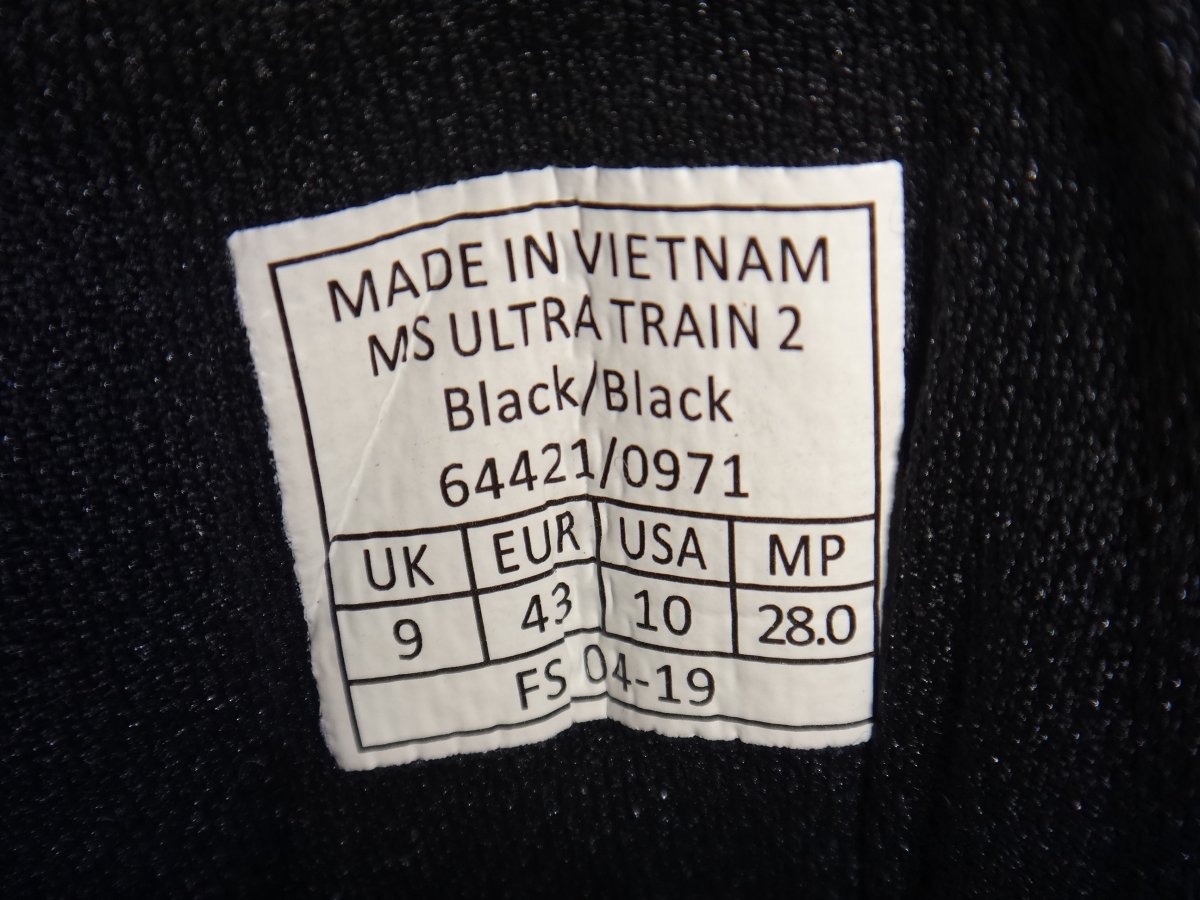 MADE IN VIETNAM
MS ULTRA TRAIN 2
Black/Black
64421/0971
UK EUR USA MP
9 43 10 28.0
FS 04-19